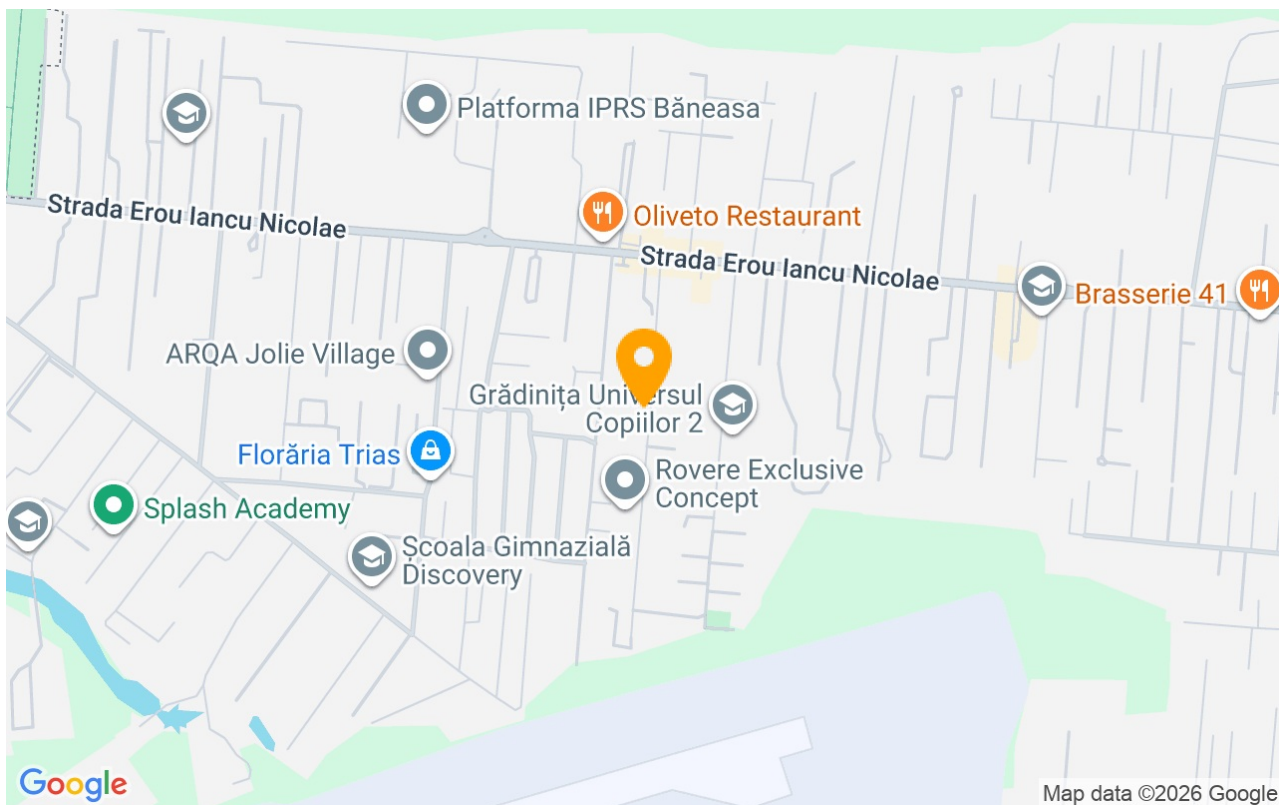 Platforma IPRS Băneasa
Strada Erou Iancu Nicolae
Oliveto Restaurant
Strada Erou Iancu Nicolae
Brasserie 41
ARQA Jolie Village
Grădinița Universul
Copiilor 2
Florăria Trias
Rovere Exclusive
Concept
Splash Academy
Școala Gimnazială
Discovery
Google
Map data ©2026 Google